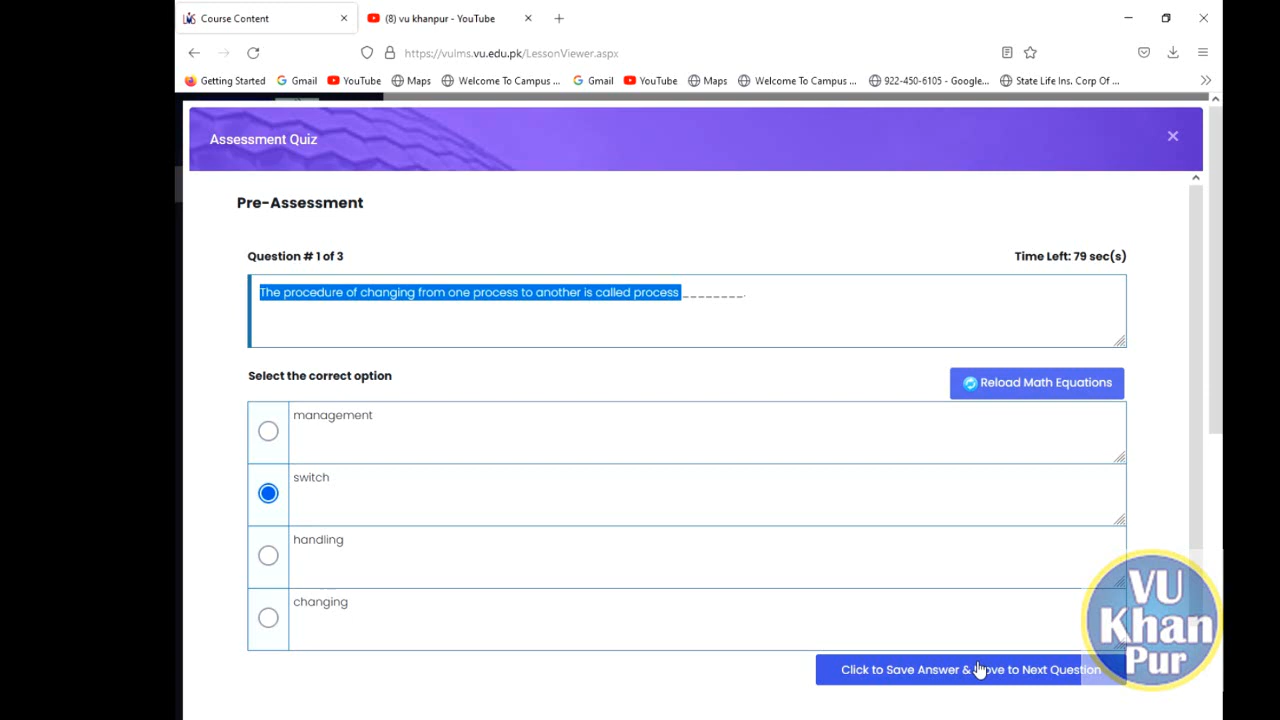 Course Content
(8) vu khanpur - YouTube
https://vulms.vu.edu.pk/LessonViewer.aspx
Getting Started Gmail YouTube Maps Welcome To Campus ... Gmail YouTube Maps Welcome To Campus ... 922-450-6105 - Google... State Life Ins. Corp Of ...
Assessment Quiz
Pre-Assessment
Question # 1 of 3
Time Left: 79 sec(s)
The procedure of changing from one process to another is called process ________.
Select the correct option
Reload Math Equations
management
switch
handling
changing
Click to Save Answer & Move to Next Question
VU
Khan
Pur